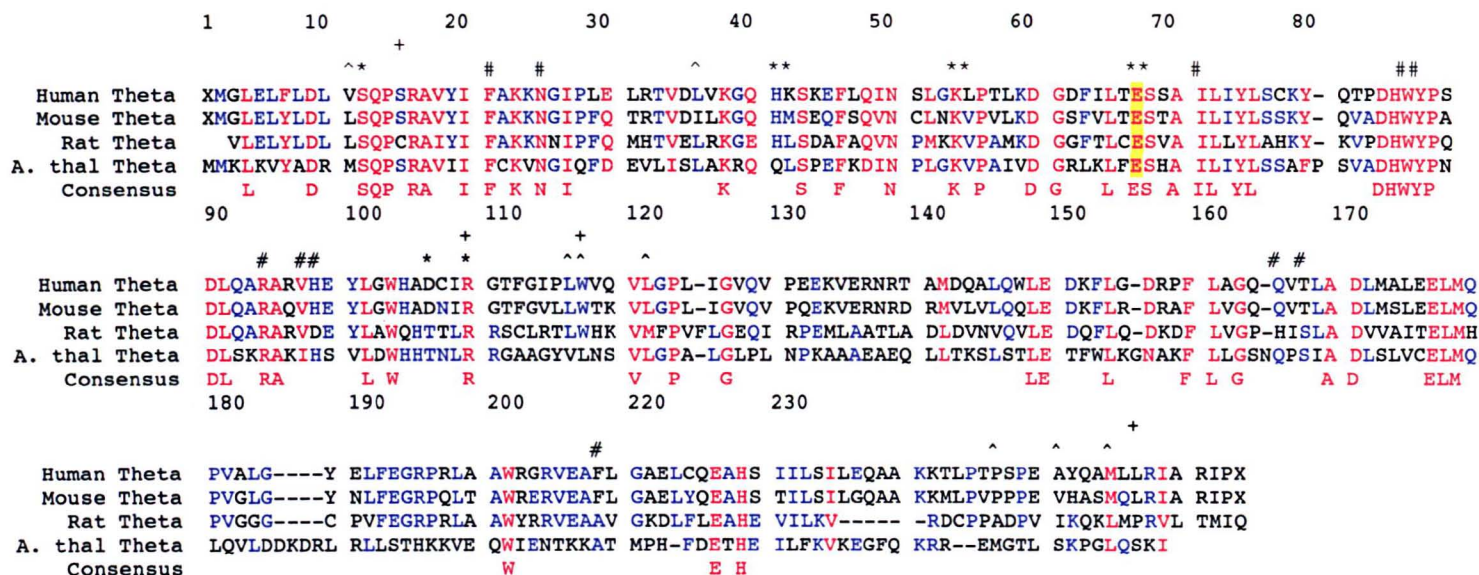 1 10 20 30 40 50 60 70 80
+
^* # # ^ ** ** ** # ##
Human Theta XMGLELFLDL VSQPSRAVYI FAKKNGIPLE LRTVDLVKGQ HKSKEFLQIN SLGKLPTLKD GDFILTESSA ILIYLSCKY- QTPDHWYPS
Mouse Theta XMGLELYLDL LSQPSRAVYI FAKKNGIPFQ TRTVDILKGQ HMSEQFSQVN CLNKVPVLKD GSFVLTESTA ILIYLSSKY- QVADHWYPA
Rat Theta VLELYLDL LSQPCRAIYI FAKKNNIPFQ MHTVELRKGE HLSDAFAQVN PMKKVPAMKD GGFTLCESVA ILLYLAHKY- KVPDHWYPQ
A. thal Theta MMKLKVYADRM SQPSRAVII FCKVNGIQFD EVLISLAKRQ QLSPEFKDIN PLGKVPAIVD GRLKLFESHA ILIYLSSAFP SVPDHWYPN
Consensus L D SQP RA I F K N I K S F N K P D G L ES A IL YL DHWYP
90 100 110 120 130 140 150 160 170
+ +
# ## * * ^^ ^ # #
Human Theta DLQARARVHE YLGWHADCIR GTFGIPLWVQ VLGPL-IGVQV PEEKVERNRT AMDQALQWLE DKFLG-DRPF LAGQ-QVTLA DLMALEELMQ
Mouse Theta DLQARAQVHE YLGWHADNIR GTFGVLLWTK VLGPLIG-VQV PQEKVERNRD RMVLVLQQLE DKFLR-DRAF LVGQ-QVTLA DLMSLEELMQ
Rat Theta DLQARARVDE YLAWQHTTLR RSCLRTLWHK VMFPVFLGEQI RPEMLAATLA DLDVNVQVLE DQFLQ-DKDF LVGP-HISLA DVVAITELMH
A. thal Theta DLSKRAKIHS VLDWHHTNLR RGAAGYVLNS VLGPA-LGLPL NPKAAAEAEQ LLTKSLSTLE TFWLKGNAKF LLGSNQPSIA DLSLVCELMQ
Consensus DL RA L W R V P G LE L F L G A D ELM
180 190 200 210 220 230
# ^ ^ ^ +
Human Theta PVALG----Y ELFEGRPRLA AWRGRVEAFL GAELCQEAHS IILSILEQAA KKTLPTPSPE AYQAMLLRIA RIPX
Mouse Theta PVGLG----Y NLFEGRPQLT AWRERVEAFL GAELYQEAHS TILSILGQAA KKMLPVPPPE VHASMQLRIA RIPX
Rat Theta PVGGG----C PVFEGRPRLA AWYRRVEAAV GKDLFLEAHE VILKV----- -RDCPPADPV IKQKLMPRVL TMIQ
A. thal Theta LQVLDDKDRL RLLSTHKKVE QWIENTKKAT MPH-FDETHE ILFKVKEGFQ KRR--EMGTL SKPGLQSKI
Consensus W E H